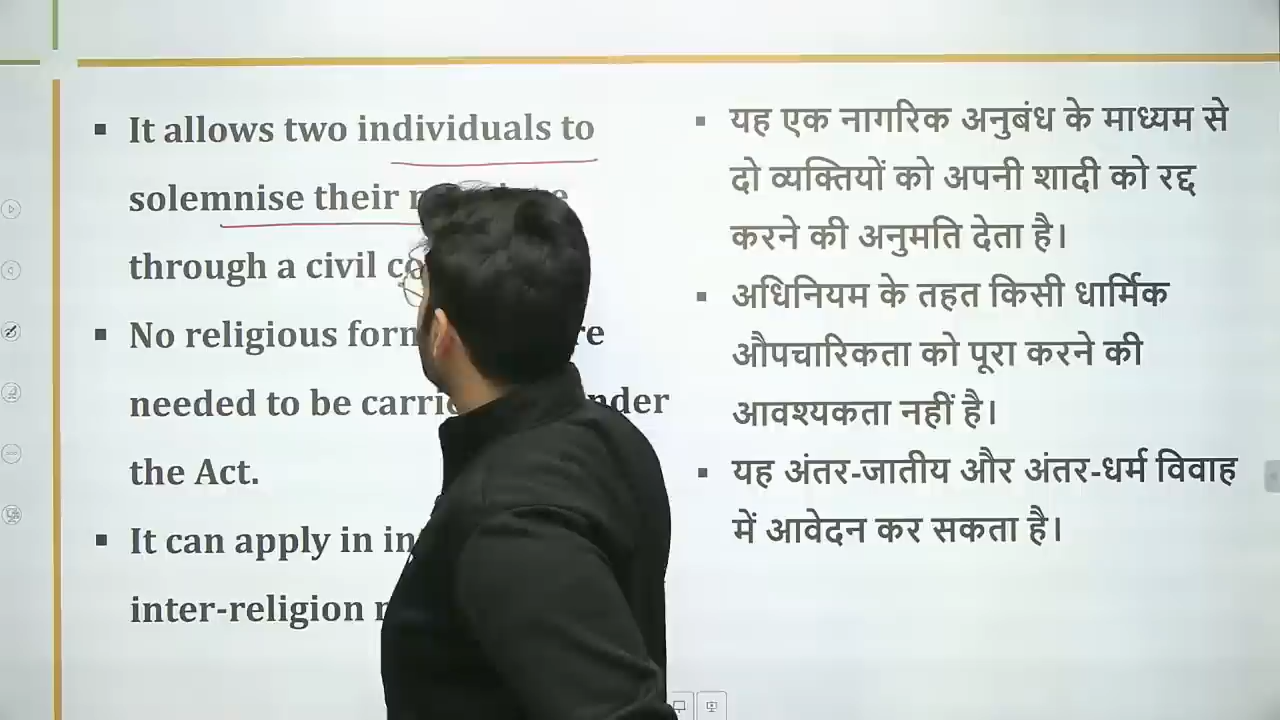 It allows two individuals to
solemnise their
through a civil
No religious
needed to be
the Act.
It can apply in
inter-religion
यह एक नागरिक अनुबंध के माध्यम से
दो व्यक्तियों को अपनी शादी को रद्द
करने की अनुमति देता है।
अधिनियम के तहत किसी धार्मिक
औपचारिकता को पूरा करने की
आवश्यकता नहीं है।
यह अंतर-जातीय और अंतर-धर्म विवाह
में आवेदन कर सकता है।